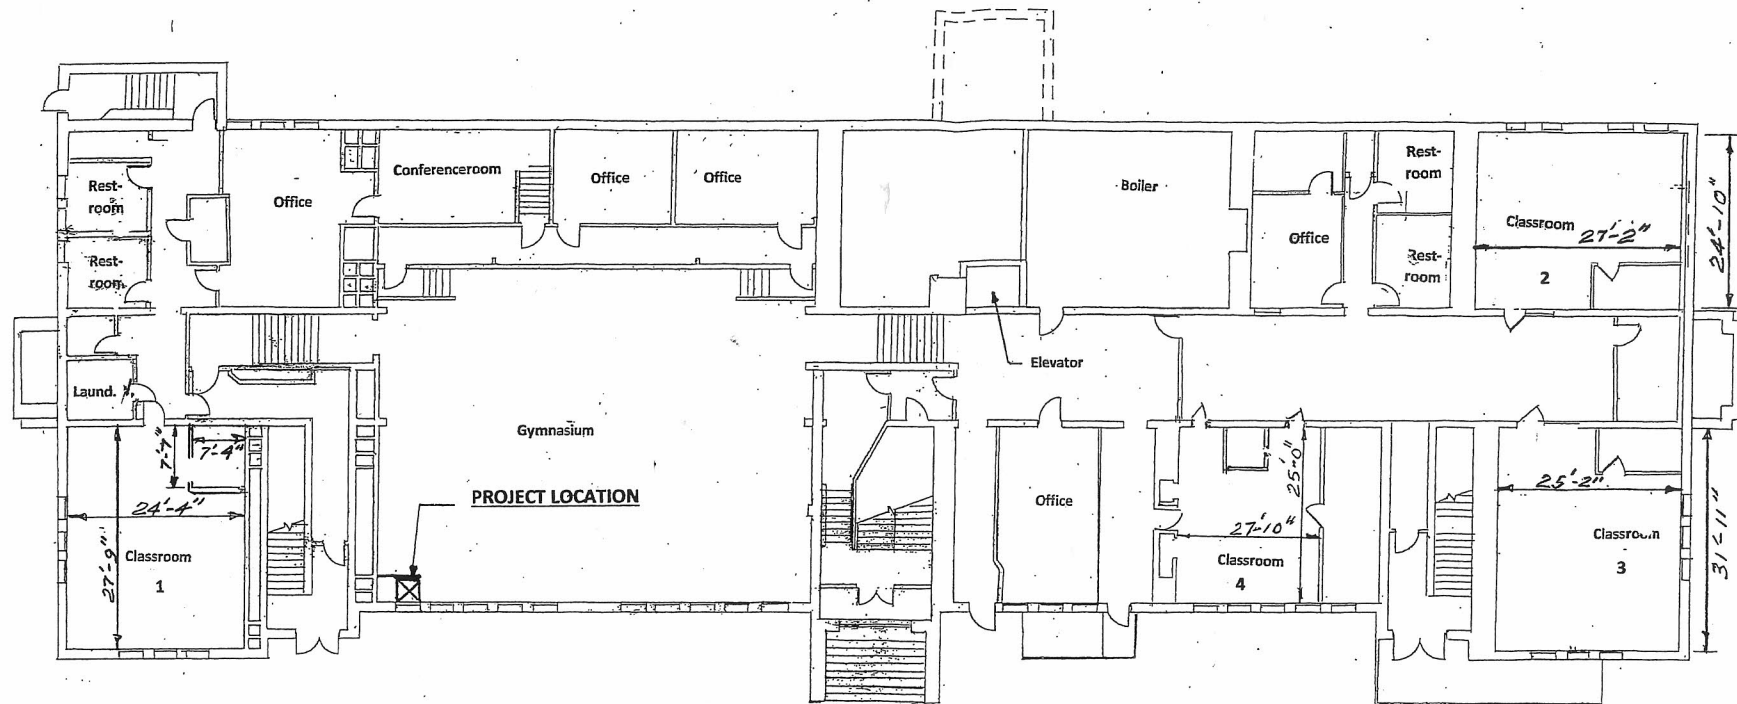 Rest-
room
Office
Conferenceroom
Office
Office
Boiler
Rest-
room
Office
Rest-
room
Classroom
27'-2"
2
24'-10"
Rest-
room
Elevator
Laund.
7'-7"
7'-4"
24'-4"
27'-9"
Classroom
1
Gymnasium
PROJECT LOCATION
Office
25'-0"
27'-10"
Classroom
4
25'-2"
Classroom
3
31'-11"